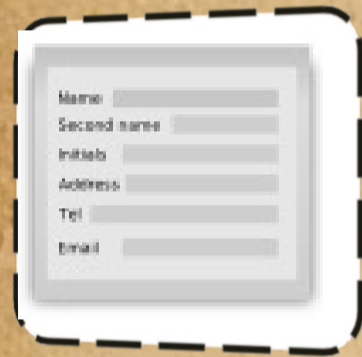 Name
Second name
Initials
Address
Tel
Email